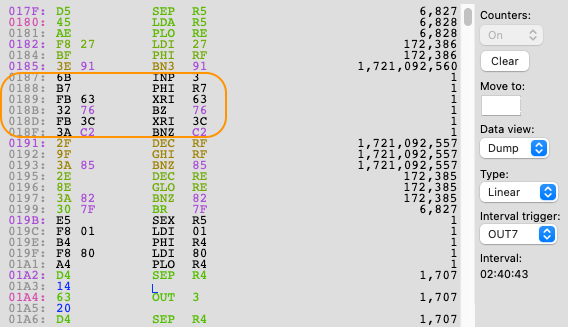 017F: D5 SEP R5 6,827
0180: 45 LDA R5 6,828
0181: AE PLO RE 6,828
0182: F8 27 LDI 27 172,386
0184: BF PHI RF 172,386
0185: 3E 91 BN3 91 1,721,092,560
0187: 6B INP 3 1
0188: B7 PHI R7 1
0189: FB 63 XRI 63 1
018B: 32 76 BZ 76 1
018D: FB 3C XRI 3C 1
018F: 3A C2 BNZ C2 1
0191: 2F DEC RF 1,721,092,557
0192: 9F GHI RF 1,721,092,557
0193: 3A 85 BNZ 85 1,721,092,557
0195: 2E DEC RE 172,385
0196: 8E GLO RE 172,385
0197: 3A 82 BNZ 82 172,385
0199: 30 7F BR 7F 6,827
019B: E5 SEX R5 1
019C: F8 01 LDI 01 1
019E: B4 PHI R4 1
019F: F8 80 LDI 80 1
01A1: A4 PLO R4 1
01A2: D4 SEP R4 1,707
01A3: 14
01A4: 63 OUT 3 1,707
01A5: 20
01A6: D4 SEP R4 1,707
Counters:
On
Clear
Move to:
Data view:
Dump
Type:
Linear
Interval trigger:
OUT7
Interval:
02:40:43